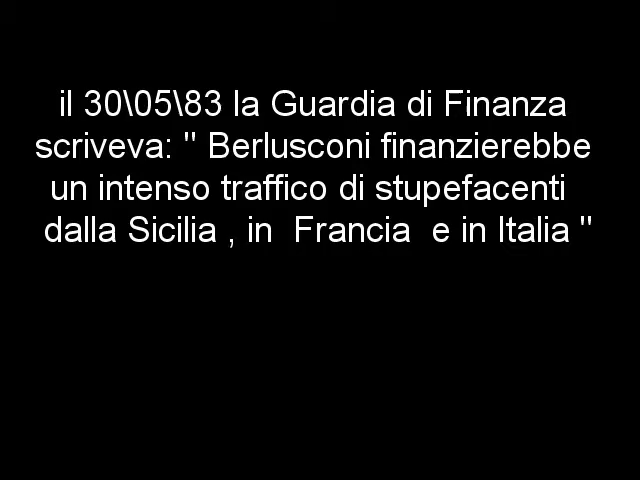 il 30\05\83 la Guardia di Finanza
scriveva: " Berlusconi finanzierebbe
un intenso traffico di stupefacenti
dalla Sicilia , in  Francia  e in Italia "